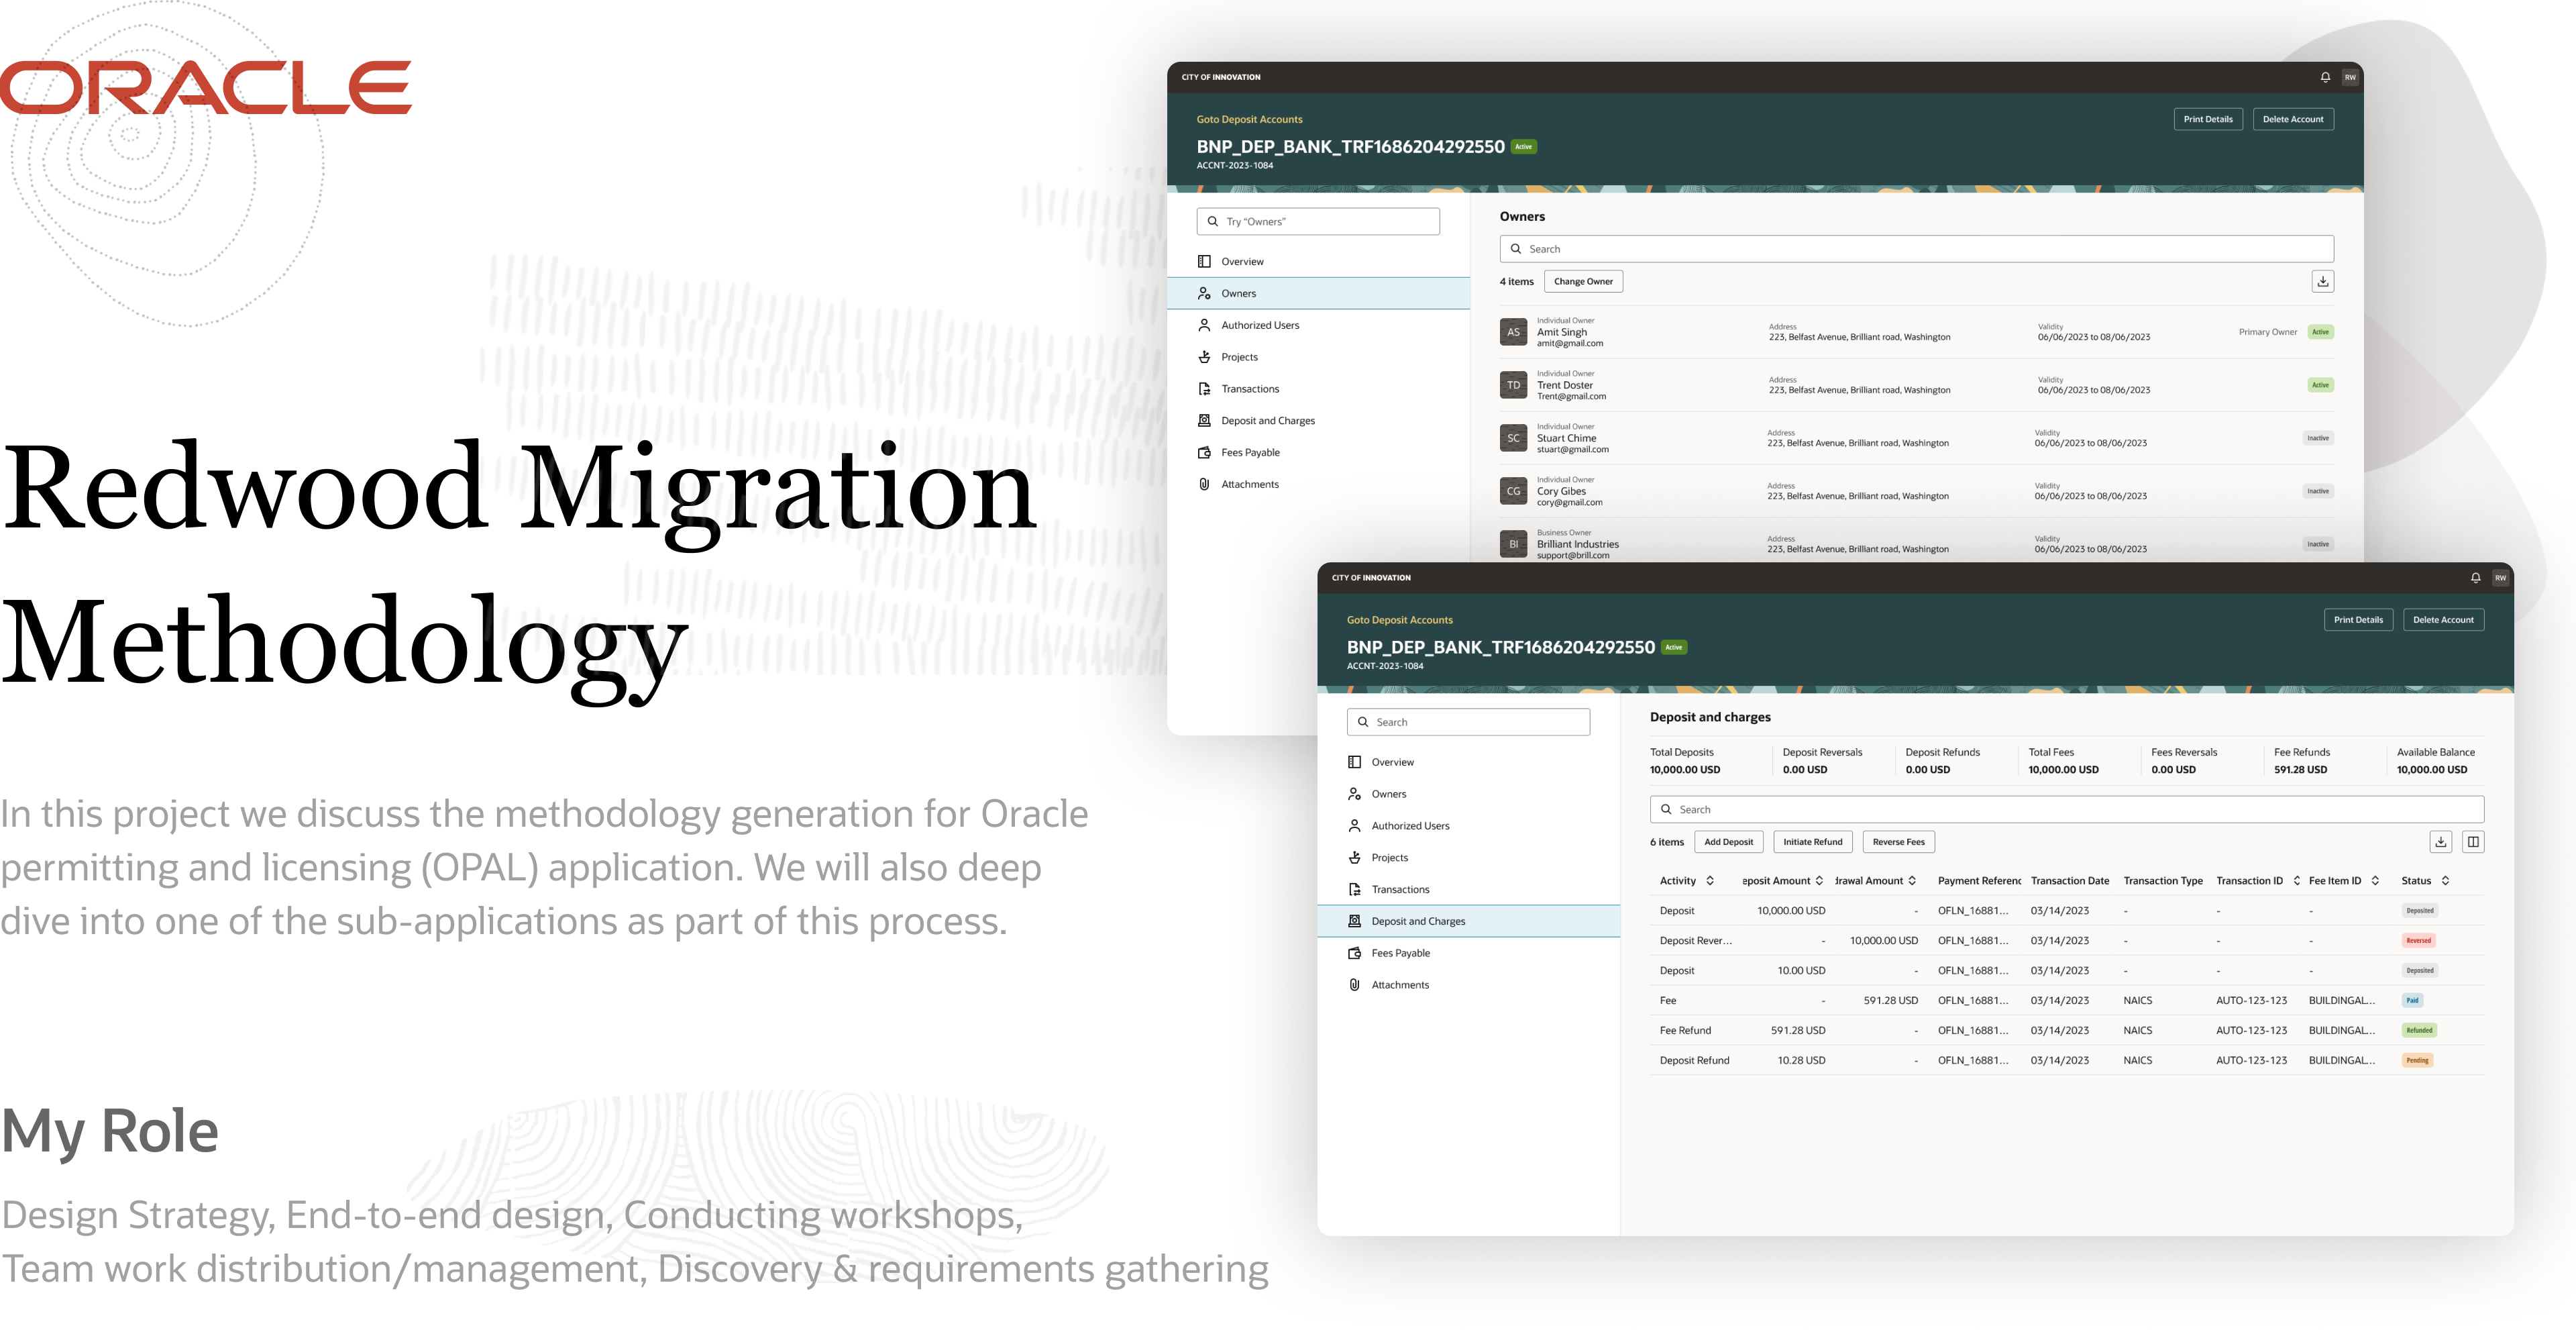 ORACLE
Redwood Migration
Methodology
In this project we discuss the methodology generation for Oracle
permitting and licensing (OPAL) application. We will also deep
dive into one of the sub-applications as part of this process.
My Role
Design Strategy, End-to-end design, Conducting workshops,
Team work distribution/management, Discovery & requirements gathering
CITY OF INNOVATION RW
Goto Deposit Accounts Print Details Delete Account
BNP_DEP_BANK_TRF1686204292550 Active
ACCNT-2023-1084
Try “Owners”
Overview
Owners
Authorized Users
Projects
Transactions
Deposit and Charges
Fees Payable
Attachments
Owners
Search
4 items Change Owner
Individual Owner Address Validity
Amit Singh 223, Belfast Avenue, Brilliant road, Washington 06/06/2023 to 08/06/2023 Primary Owner Active
AS amit@gmail.com
Individual Owner Address Validity
Trent Doster 223, Belfast Avenue, Brilliant road, Washington 06/06/2023 to 08/06/2023 Active
TD Trent@gmail.com
Individual Owner Address Validity
Stuart Chime 223, Belfast Avenue, Brilliant road, Washington 06/06/2023 to 08/06/2023 Inactive
SC stuart@gmail.com
Individual Owner Address Validity
Cory Gibes 223, Belfast Avenue, Brilliant road, Washington 06/06/2023 to 08/06/2023 Inactive
CG cory@gmail.com
Business Owner Address Validity
Brilliant Industries 223, Belfast Avenue, Brilliant road, Washington 06/06/2023 to 08/06/2023 Inactive
BI support@brill.com
CITY OF INNOVATION RW
Goto Deposit Accounts Print Details Delete Account
BNP_DEP_BANK_TRF1686204292550 Active
ACCNT-2023-1084
Search
Overview
Owners
Authorized Users
Projects
Transactions
Deposit and Charges
Fees Payable
Attachments
Deposit and charges
Total Deposits Deposit Reversals Deposit Refunds Total Fees Fees Reversals Fee Refunds Available Balance
10,000.00 USD 0.00 USD 0.00 USD 10,000.00 USD 0.00 USD 591.28 USD 10,000.00 USD
Search
6 items Add Deposit Initiate Refund Reverse Fees
Activity eposit Amount drawal Amount Payment Referenc Transaction Date Transaction Type Transaction ID Fee Item ID Status
Deposit 10,000.00 USD - OFLN_16881... 03/14/2023 - - - Deposited
Deposit Rever... - 10,000.00 USD OFLN_16881... 03/14/2023 - - - Reversed
Deposit 10.00 USD - OFLN_16881... 03/14/2023 - - - Deposited
Fee - 591.28 USD OFLN_16881... 03/14/2023 NAICS AUTO-123-123 BUILDINGAL... Paid
Fee Refund 591.28 USD - OFLN_16881... 03/14/2023 NAICS AUTO-123-123 BUILDINGAL... Refunded
Deposit Refund 10.28 USD - OFLN_16881... 03/14/2023 NAICS AUTO-123-123 BUILDINGAL... Pending